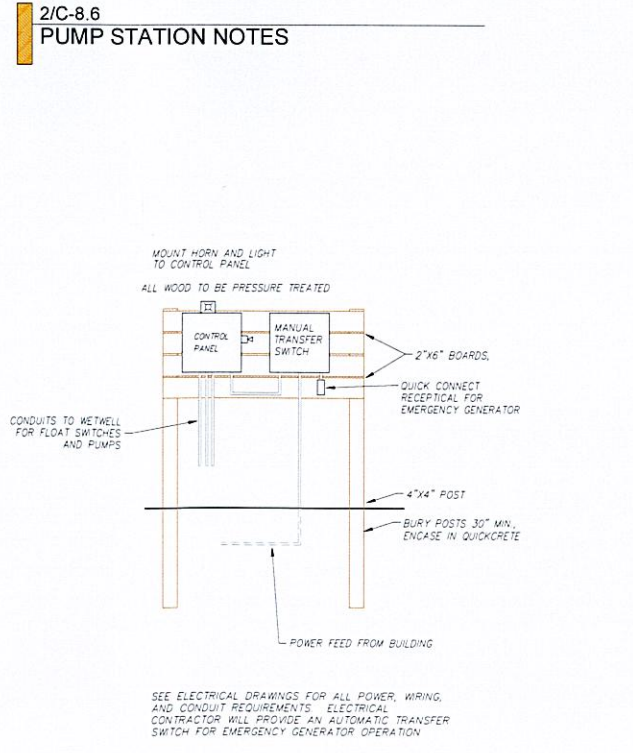 2/C-8.6
PUMP STATION NOTES
MOUNT HORN AND LIGHT
TO CONTROL PANEL
ALL WOOD TO BE PRESSURE TREATED
CONTROL
PANEL
MANUAL
TRANSFER
SWITCH
2"X6" BOARDS,
QUICK CONNECT
RECEPTICAL FOR
EMERGENCY GENERATOR
CONDUITS TO WETWELL
FOR FLOAT SWITCHES
AND PUMPS
4"X4" POST
BURY POSTS 30" MIN.,
ENCASE IN QUICKCRETE
POWER FEED FROM BUILDING
SEE ELECTRICAL DRAWINGS FOR ALL POWER, WIRING,
AND CONDUIT REQUIREMENTS. ELECTRICAL
CONTRACTOR WILL PROVIDE AN AUTOMATIC TRANSFER
SWITCH FOR EMERGENCY GENERATOR OPERATION